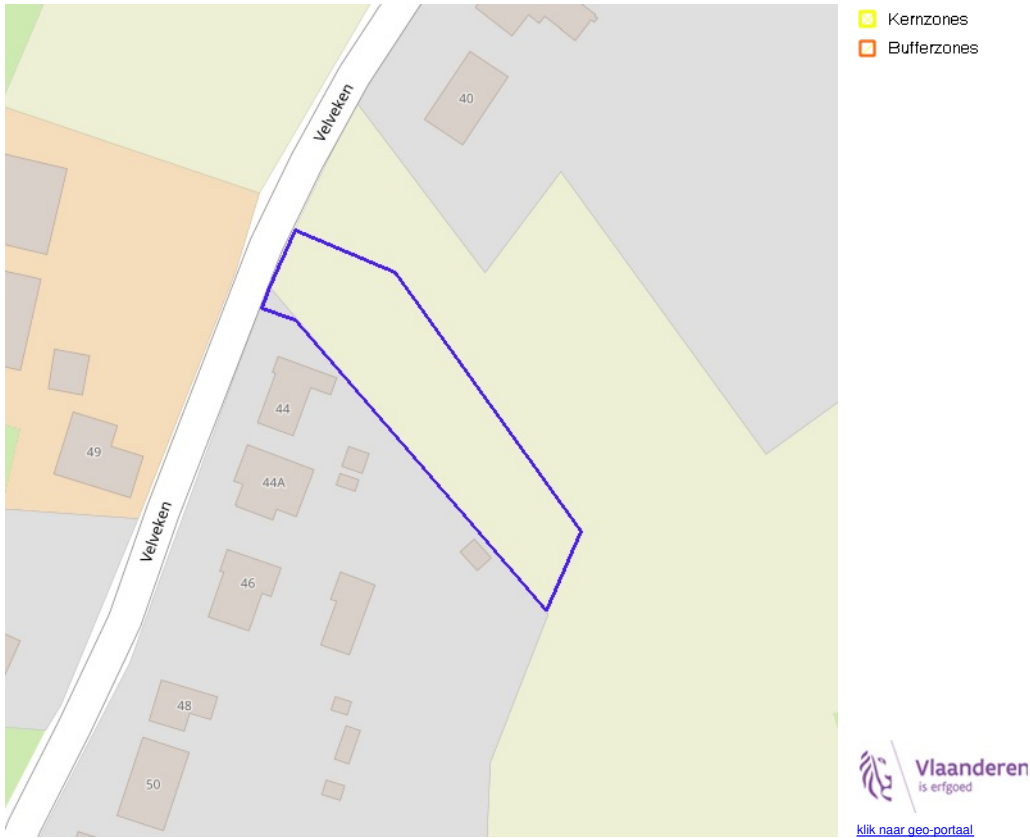 Kernzones
Bufferzones
40
Velveken
44
49
44A
Velveken
46
48
50
Vlaanderen
is erfgoed
klik naar geo-portaal